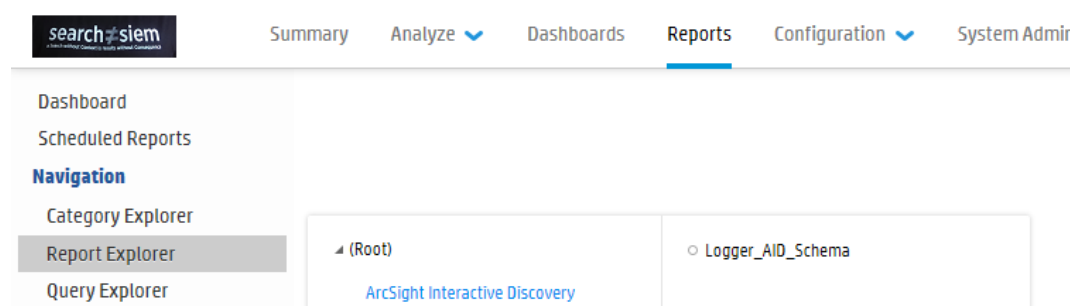 search≠siem
Summary Analyze Dashboards Reports Configuration System Admin
Dashboard
Scheduled Reports
Navigation
Category Explorer
Report Explorer
Query Explorer
(Root)
ArcSight Interactive Discovery
Logger_AID_Schema